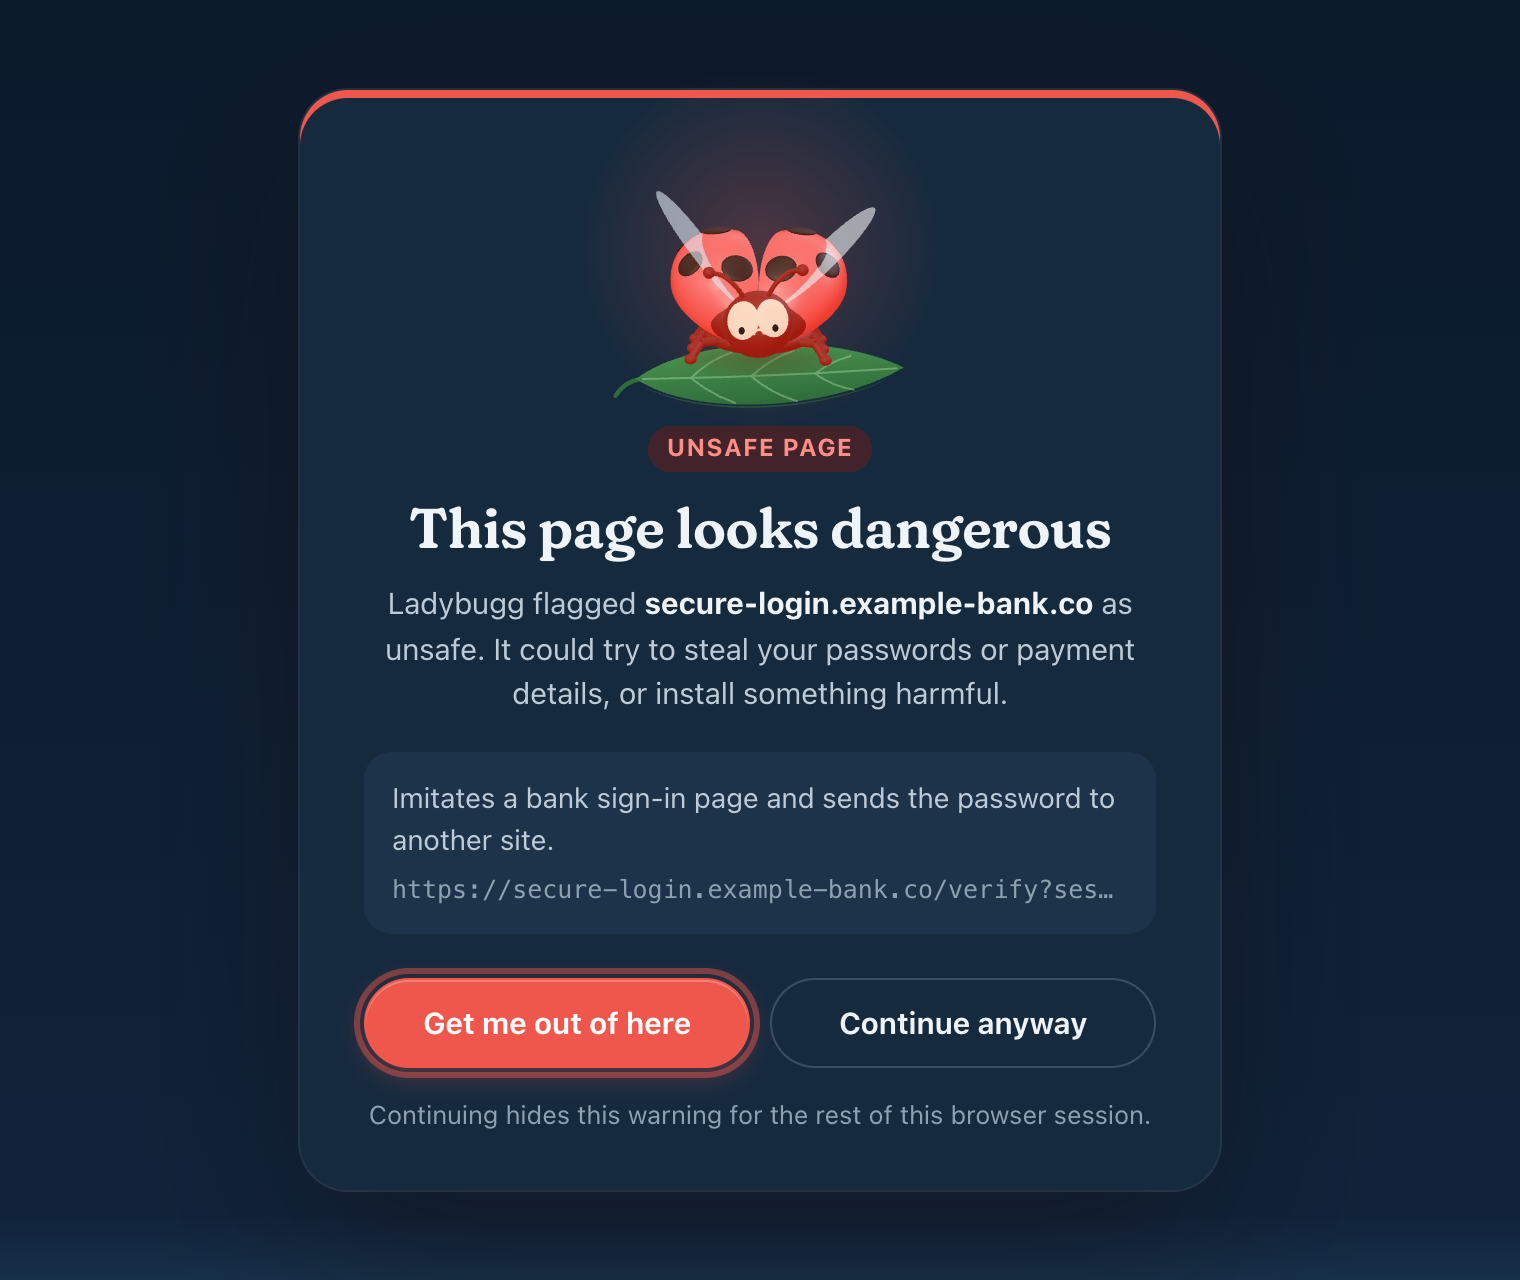 UNSAFE PAGE
This page looks dangerous
Ladybugg flagged secure-login.example-bank.co as
unsafe. It could try to steal your passwords or payment
details, or install something harmful.
Imitates a bank sign-in page and sends the password to
another site.
https://secure-login.example-bank.co/verify?ses…
Get me out of here
Continue anyway
Continuing hides this warning for the rest of this browser session.